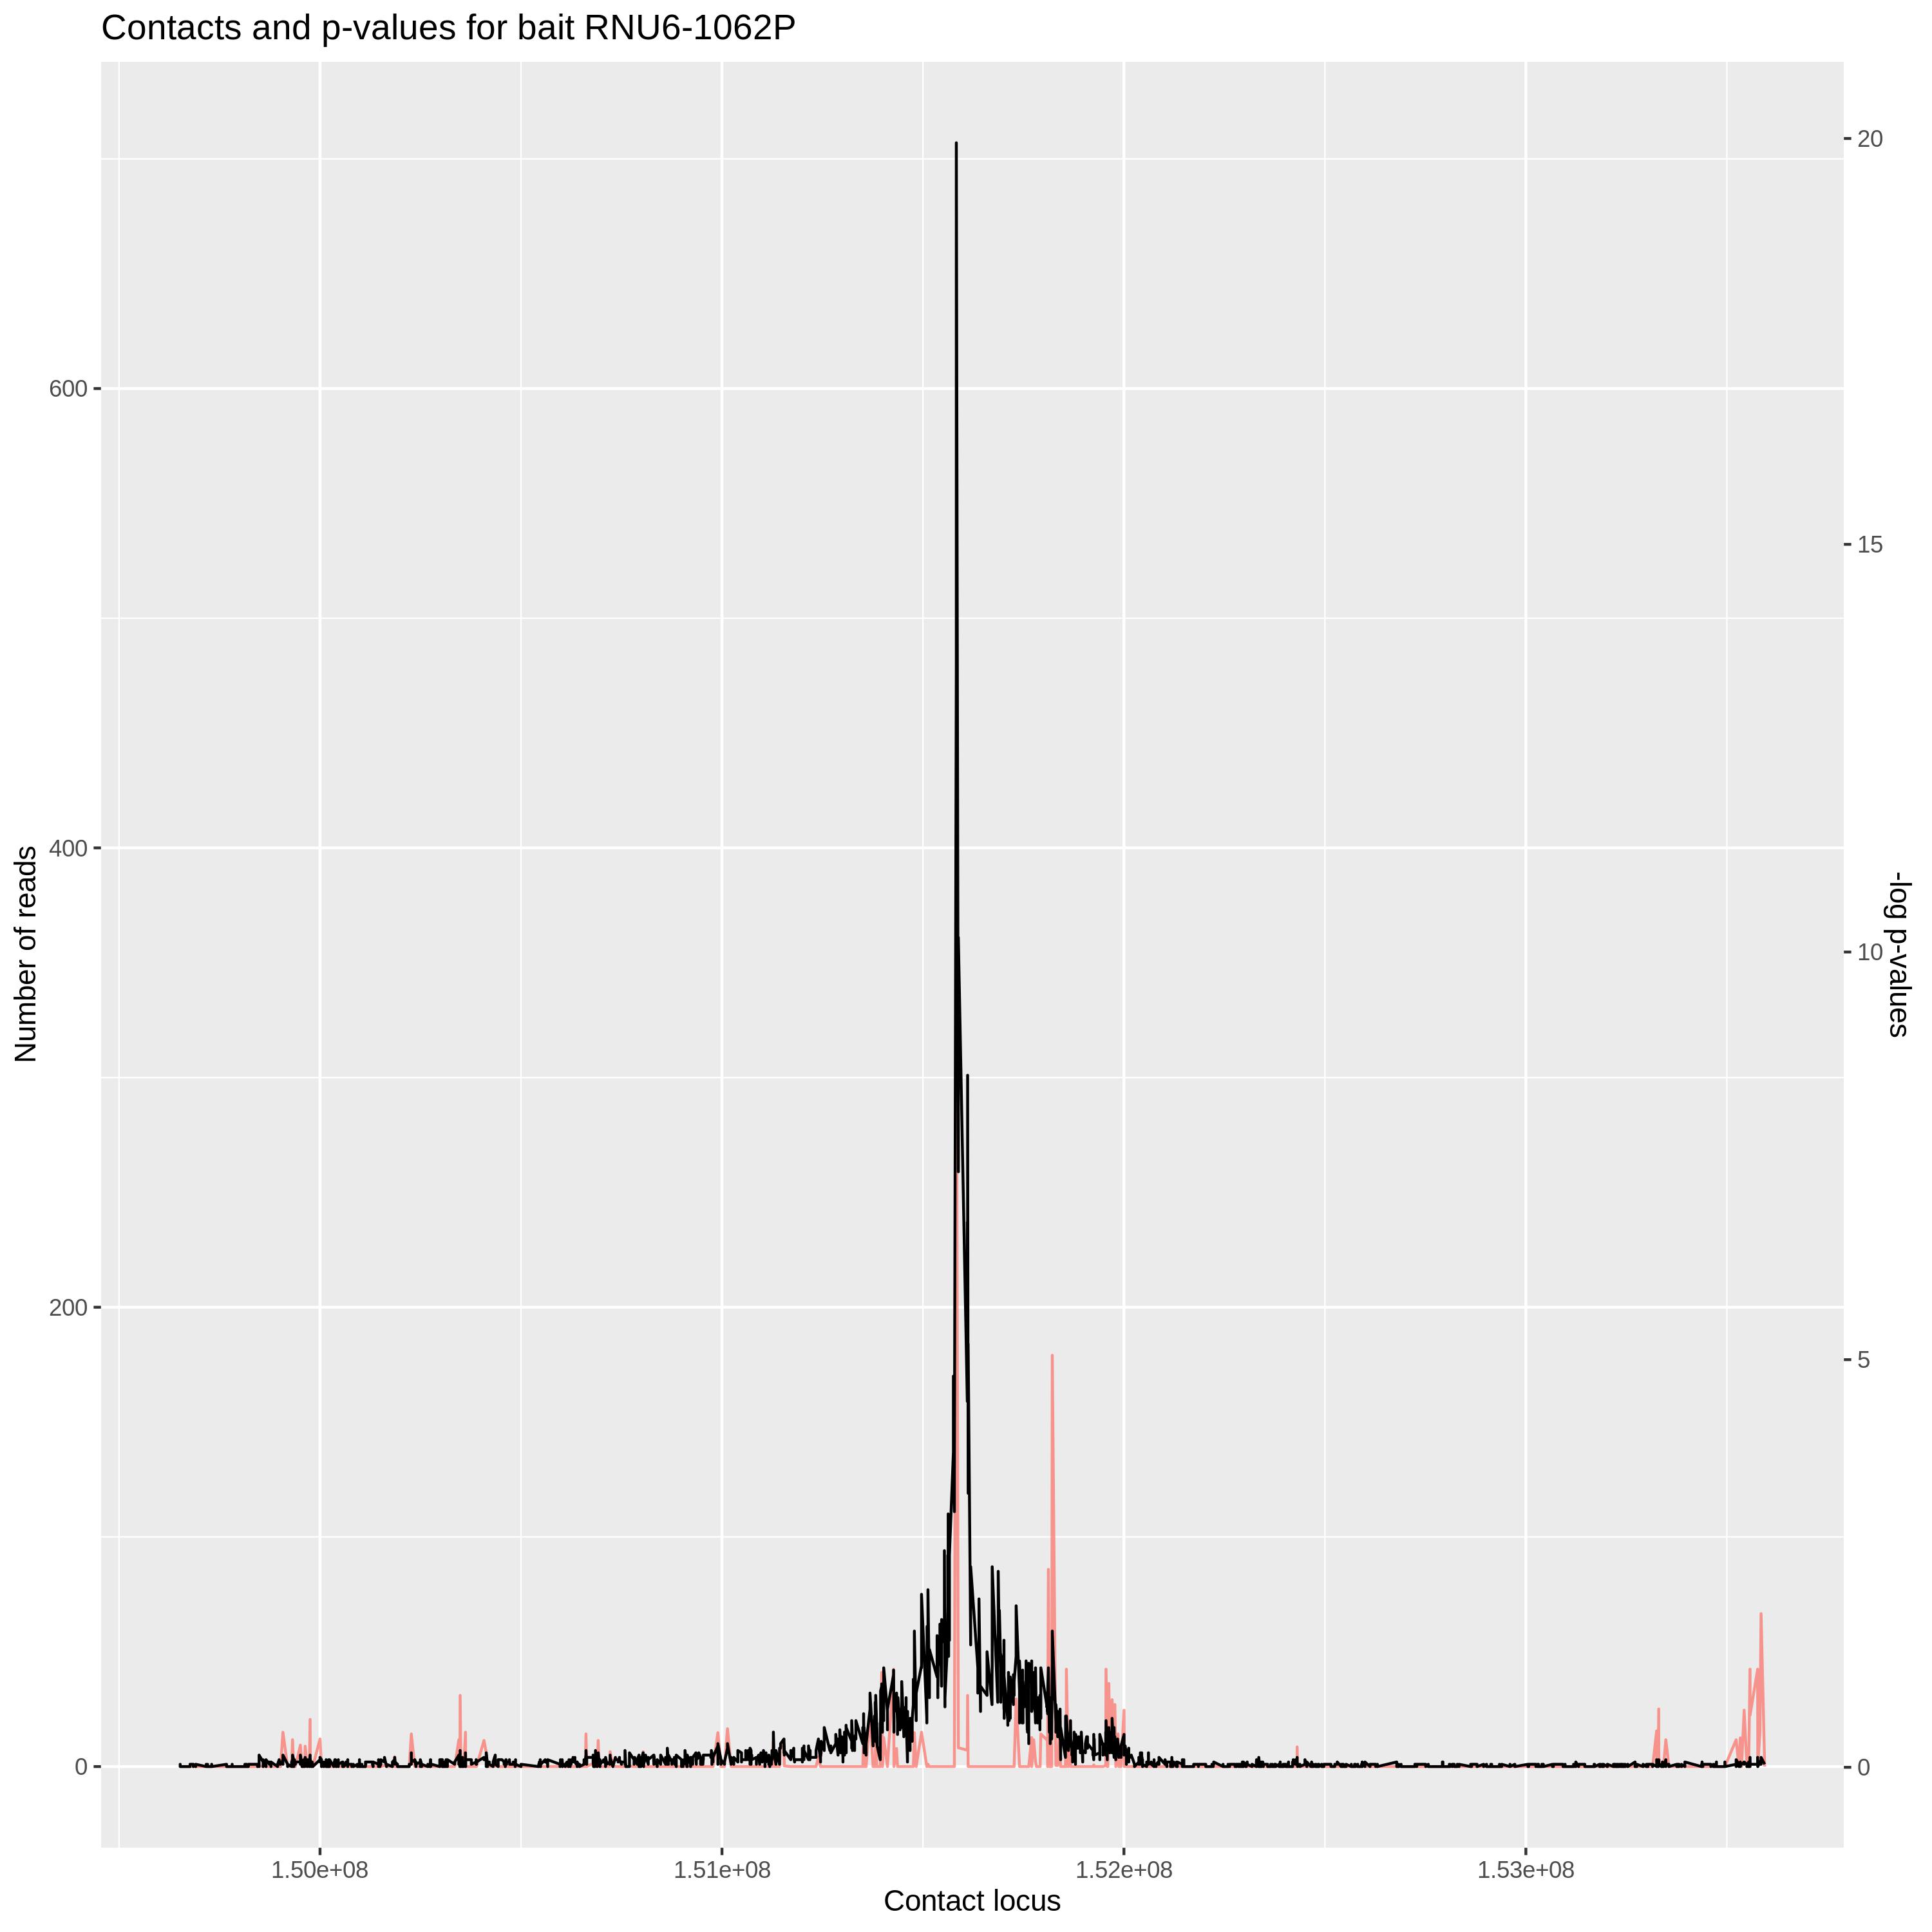 Contacts and p-values for bait RNU6-1062P
Number of reads
600
400
200
0
20
15
10
5
0
-log p-values
1.50e+08
1.51e+08
1.52e+08
1.53e+08
Contact locus